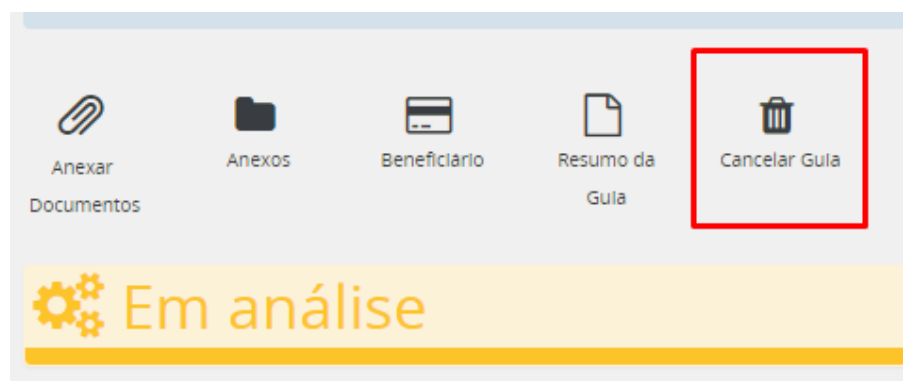 Anexar
Documentos
Anexos
Beneficiário
Resumo da
Guia
Cancelar Guia
Em análise